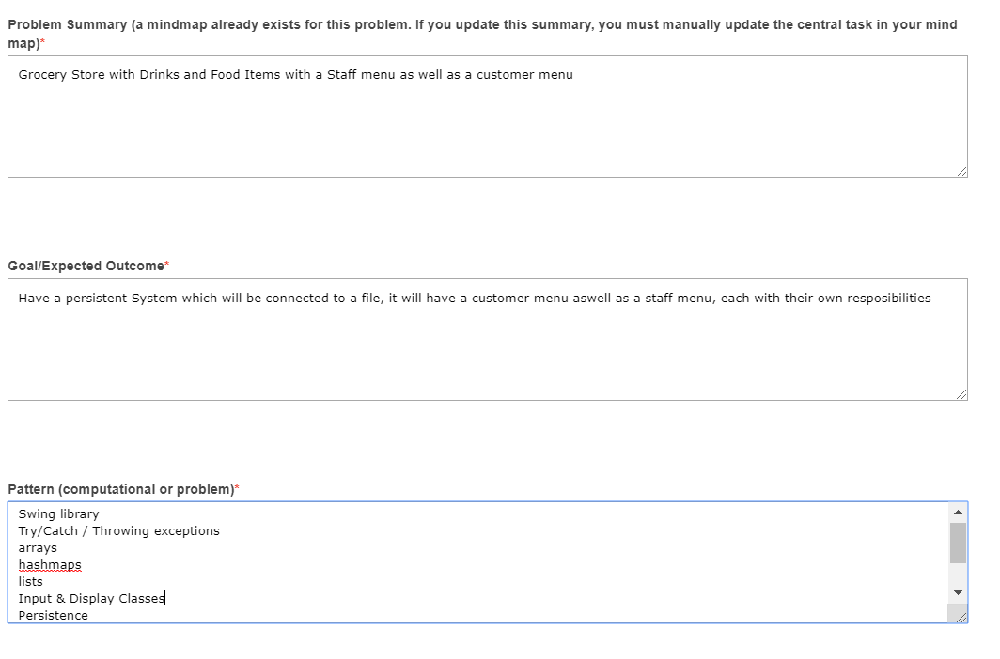 Problem Summary (a mindmap already exists for this problem. If you update this summary, you must manually update the central task in your mind
map)*
Grocery Store with Drinks and Food Items with a Staff menu as well as a customer menu
Goal/Expected Outcome*
Have a persistent System which will be connected to a file, it will have a customer menu aswell as a staff menu, each with their own resposibilities
Pattern (computational or problem)*
Swing library
Try/Catch / Throwing exceptions
arrays
hashmaps
lists
Input & Display Classes
Persistence